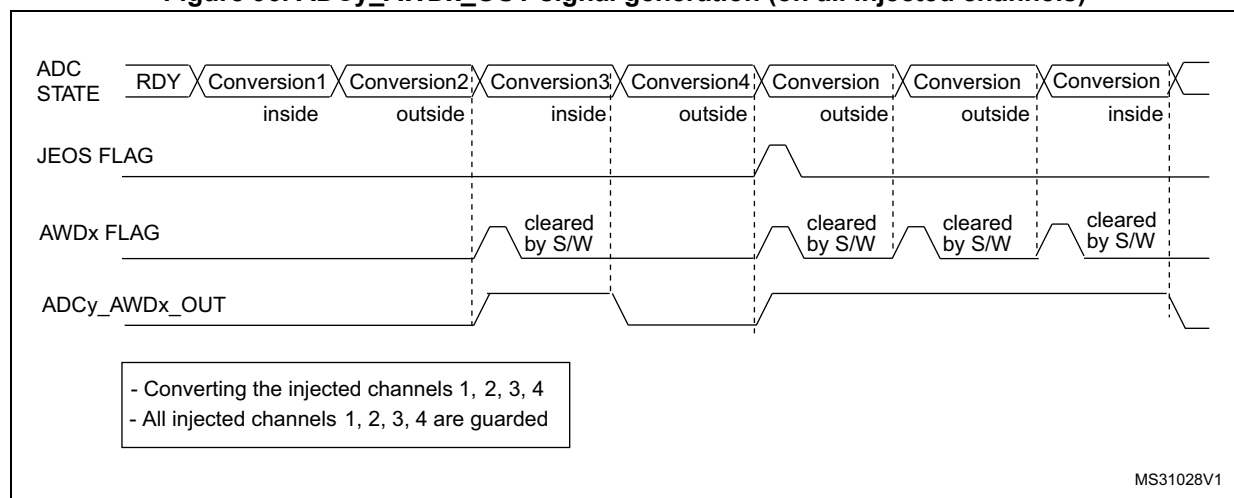 ADC
STATE
RDY Conversion1 Conversion2 Conversion3 Conversion4 Conversion Conversion Conversion
inside outside inside outside outside outside inside
JEOS FLAG
AWDx FLAG
cleared
by S/W
cleared
by S/W
cleared
by S/W
cleared
by S/W
ADCy_AWDx_OUT
- Converting the injected channels 1, 2, 3, 4
- All injected channels 1, 2, 3, 4 are guarded
MS31028V1